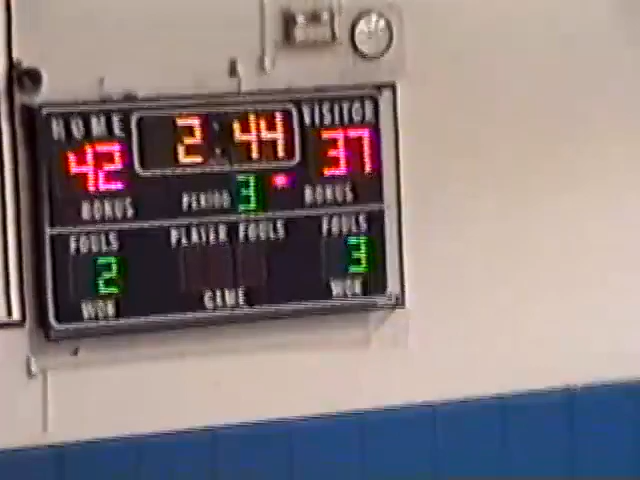 HOME 2:44 VISITOR
42 37
BONUS PERIOD 3 BONUS
FOULS PLAYER FOULS FOULS
2 3
WON GAME WON